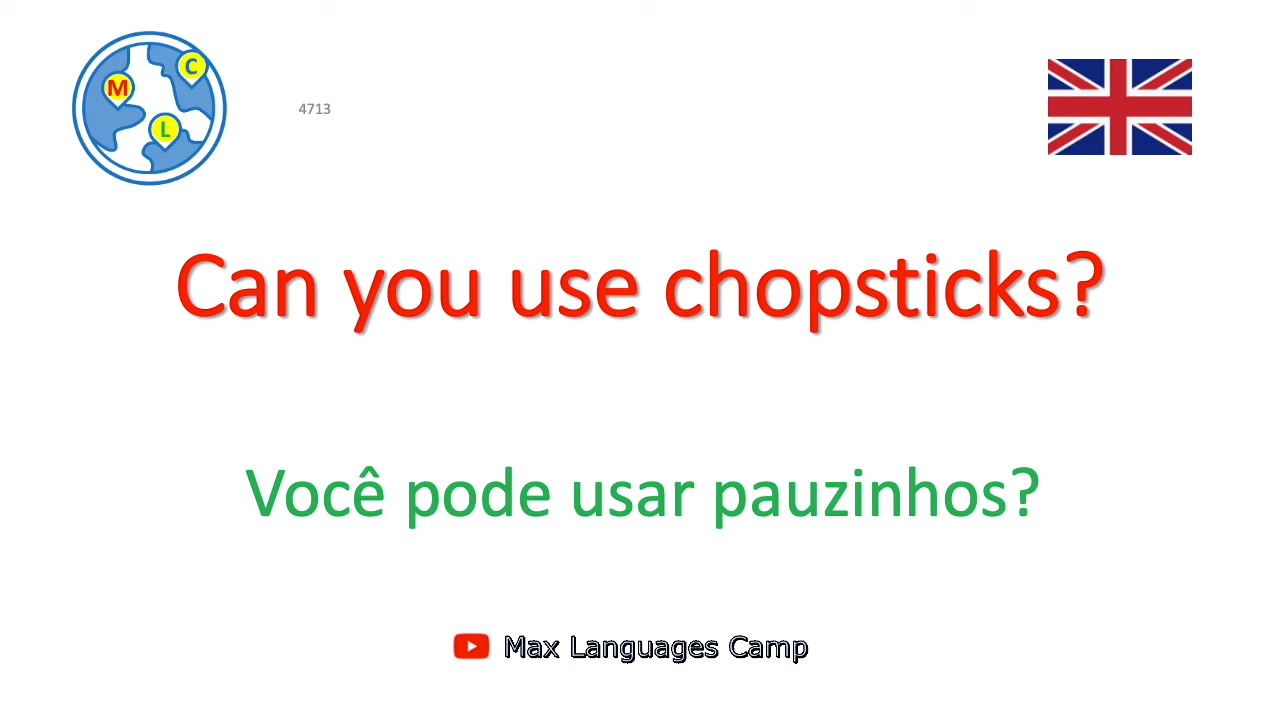 M
C
L
4713
Can you use chopsticks?
Você pode usar pauzinhos?
Max Languages Camp